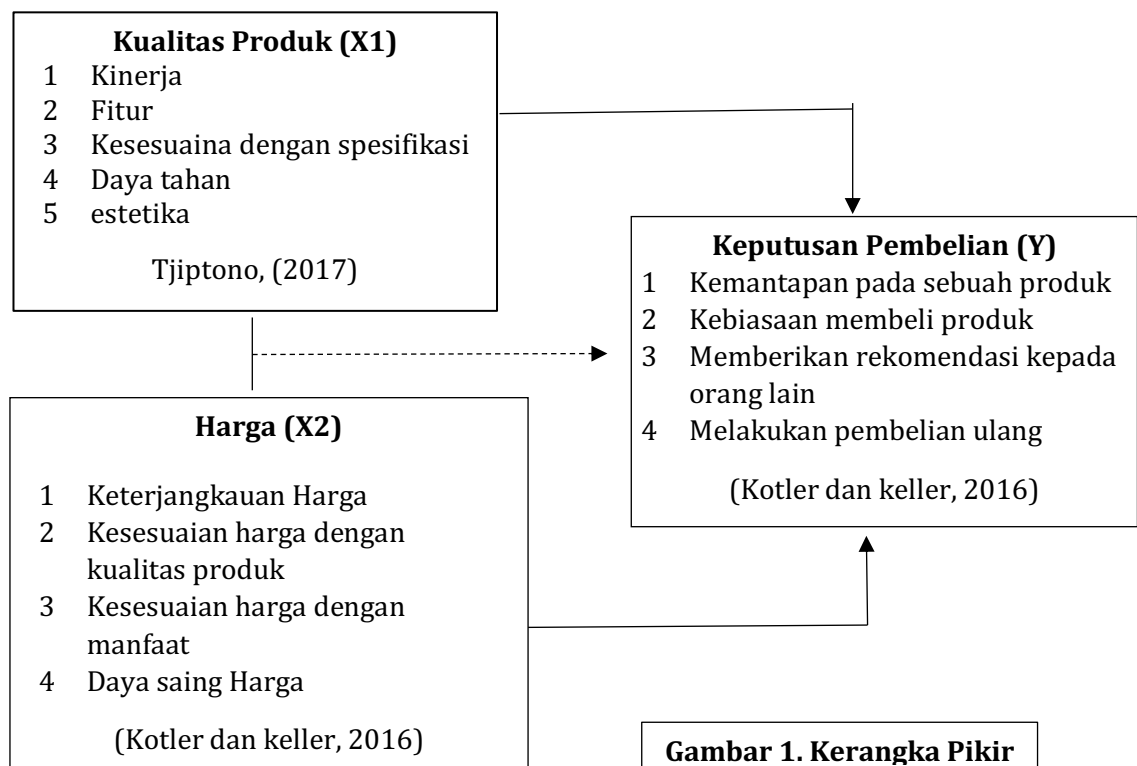 Kualitas Produk (X1)
1 Kinerja
2 Fitur
3 Kesesuaina dengan spesifikasi
4 Daya tahan
5 estetika
Tjiptono, (2017)
Keputusan Pembelian (Y)
1 Kemantapan pada sebuah produk
2 Kebiasaan membeli produk
3 Memberikan rekomendasi kepada
orang lain
4 Melakukan pembelian ulang
(Kotler dan keller, 2016)
Harga (X2)
1 Keterjangkauan Harga
2 Kesesuaian harga dengan
kualitas produk
3 Kesesuaian harga dengan
manfaat
4 Daya saing Harga
(Kotler dan keller, 2016)
Gambar 1. Kerangka Pikir